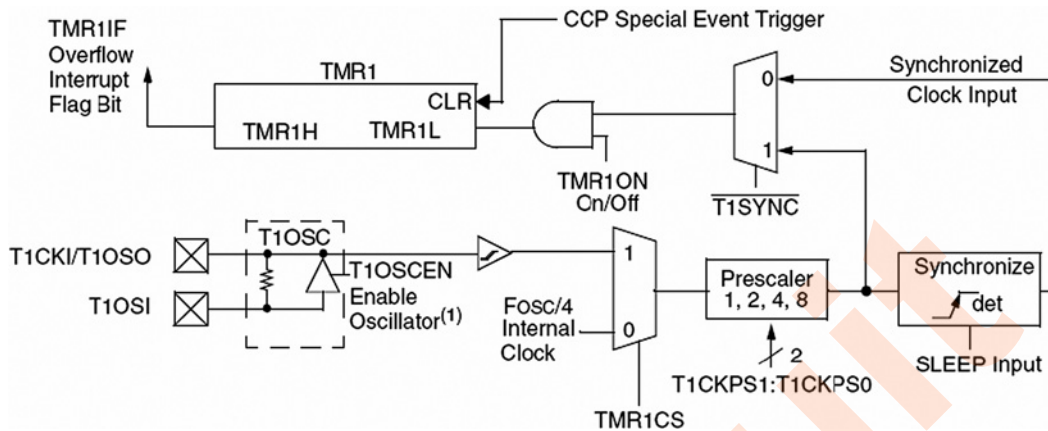 CCP Special Event Trigger
TMR1IF
Overflow
Interrupt
Flag Bit
TMR1
CLR
TMR1H
TMR1L
TMR1ON
On/Off
0
1
T1SYNC
Synchronized
Clock Input
T1CKI/T1OSO
T1OSI
T1OSC
T1OSCEN
Enable
Oscillator(1)
FOSC/4
Internal
Clock
1
0
TMR1CS
Prescaler
1, 2, 4, 8
2
T1CKPS1:T1CKPS0
Synchronize
det
SLEEP Input